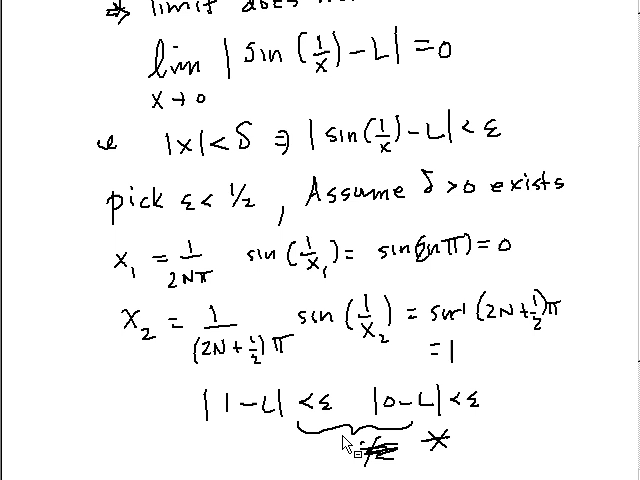 ⇒ limit does
lim | sin (1/x) - L | = 0
x → 0
ie |x| < δ ⇒ | sin(1/x) - L | < ε
pick ε < 1/2 , Assume δ > 0 exists
x₁ = 1/2Nπ sin (1/x₁) = sin(2Nπ) = 0
x₂ = 1/(2N + 1/2)π sin (1/x₂) = sin (2N + 1/2)π
= 1
| 1 - L | < ε | 0 - L | < ε